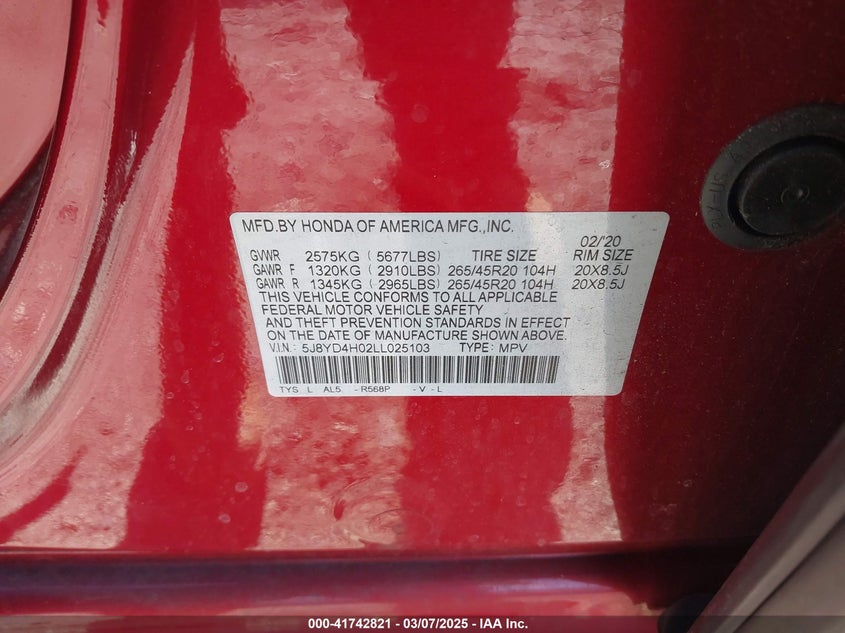 MFD.BY HONDA OF AMERICA MFG.,INC.
02/'20
GVWR 2575KG (5677LBS) TIRE SIZE RIM SIZE
GAWR F 1320KG (2910LBS) 265/45R20 104H 20X8.5J
GAWR R 1345KG (2965LBS) 265/45R20 104H 20X8.5J
THIS VEHICLE CONFORMS TO ALL APPLICABLE
FEDERAL MOTOR VEHICLE SAFETY
AND THEFT PREVENTION STANDARDS IN EFFECT
ON THE DATE OF MANUFACTURE SHOWN ABOVE.
V.I.N.: 5J8YD4H02LL025103 TYPE: MPV
TYS L AL5 -R568P -V-L
000-41742821 - 03/07/2025 - IAA Inc.